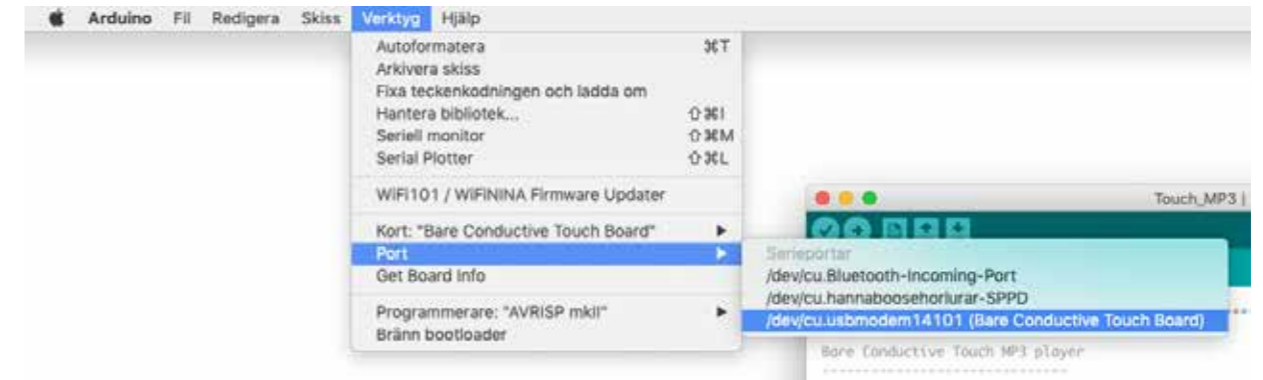 Arduino Fil Redigera Skiss Verktyg Hjälp
Autoformatera ⌘T
Arkivera skiss
Fixa teckenkodningen och ladda om
Hantera bibliotek... ⇧⌘I
Seriell monitor ⇧⌘M
Serial Plotter ⇧⌘L
WiFi101 / WiFiNINA Firmware Updater
Kort: "Bare Conductive Touch Board"
Port
Get Board Info
Programmerare: "AVRISP mkII"
Bränn bootloader
Touch_MP3 |
Serieportar
/dev/cu.Bluetooth-Incoming-Port
/dev/cu.hannaboosehorlurar-SPPD
/dev/cu.usbmodem14101 (Bare Conductive Touch Board)
Bare Conductive Touch MP3 player
------------------------------